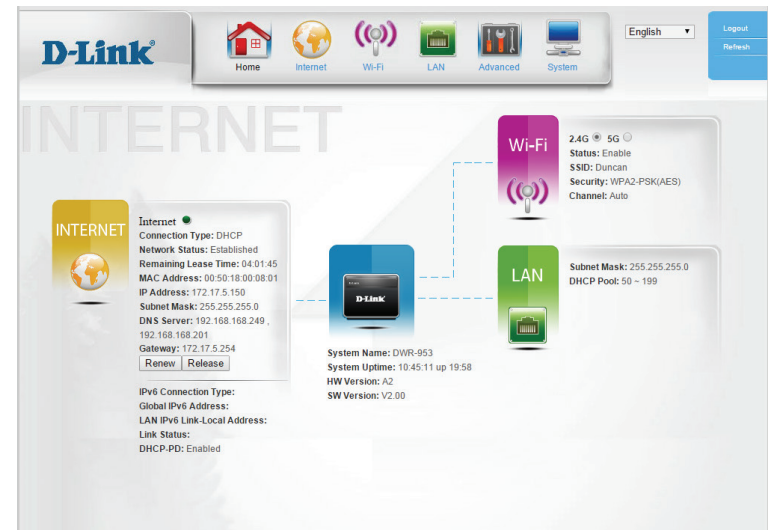 D-Link
Home
Internet
Wi-Fi
LAN
Advanced
System
English
Logout
Refresh
INTERNET
INTERNET
Internet
Connection Type: DHCP
Network Status: Established
Remaining Lease Time: 04:01:45
MAC Address: 00:50:18:00:08:01
IP Address: 172.17.5.150
Subnet Mask: 255.255.255.0
DNS Server: 192.168.168.249 ,
192.168.168.201
Gateway: 172.17.5.254
Renew Release
IPv6 Connection Type:
Global IPv6 Address:
LAN IPv6 Link-Local Address:
Link Status:
DHCP-PD: Enabled
D-Link
System Name: DWR-953
System Uptime: 10:45:11 up 19:58
HW Version: A2
SW Version: V2.00
Wi-Fi
2.4G 5G
Status: Enable
SSID: Duncan
Security: WPA2-PSK(AES)
Channel: Auto
LAN
Subnet Mask: 255.255.255.0
DHCP Pool: 50 ~ 199